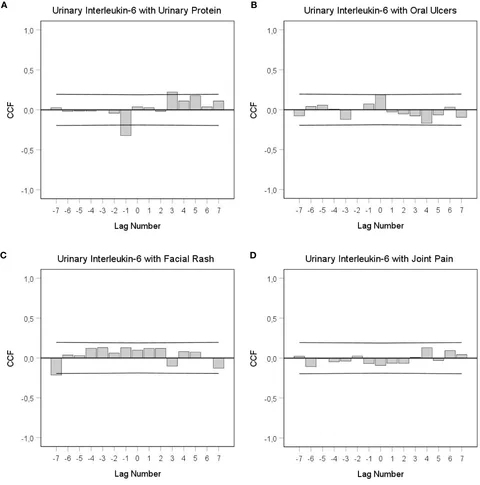 A
Urinary Interleukin-6 with Urinary Protein
1,0
0,5
0,0
-0,5
-1,0
CCF
-7 -6 -5 -4 -3 -2 -1 0 1 2 3 4 5 6 7
Lag Number
B
Urinary Interleukin-6 with Oral Ulcers
1,0
0,5
0,0
-0,5
-1,0
CCF
-7 -6 -5 -4 -3 -2 -1 0 1 2 3 4 5 6 7
Lag Number
C
Urinary Interleukin-6 with Facial Rash
1,0
0,5
0,0
-0,5
-1,0
CCF
-7 -6 -5 -4 -3 -2 -1 0 1 2 3 4 5 6 7
Lag Number
D
Urinary Interleukin-6 with Joint Pain
1,0
0,5
0,0
-0,5
-1,0
CCF
-7 -6 -5 -4 -3 -2 -1 0 1 2 3 4 5 6 7
Lag Number